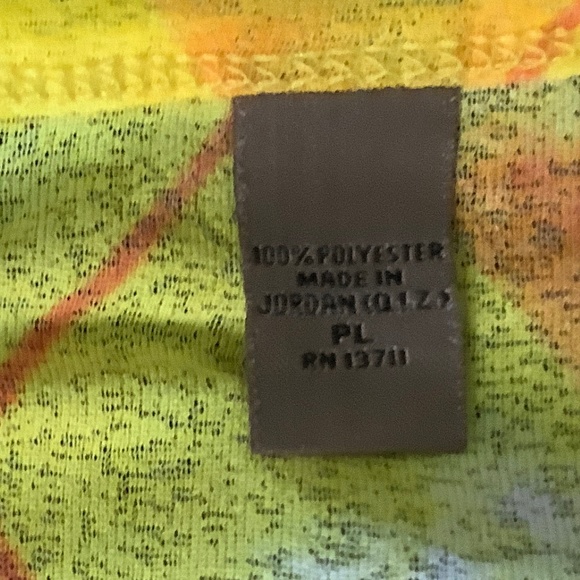 100% POLYESTER
MADE IN
JORDAN (Q.I.Z.)
PL
RN 13711